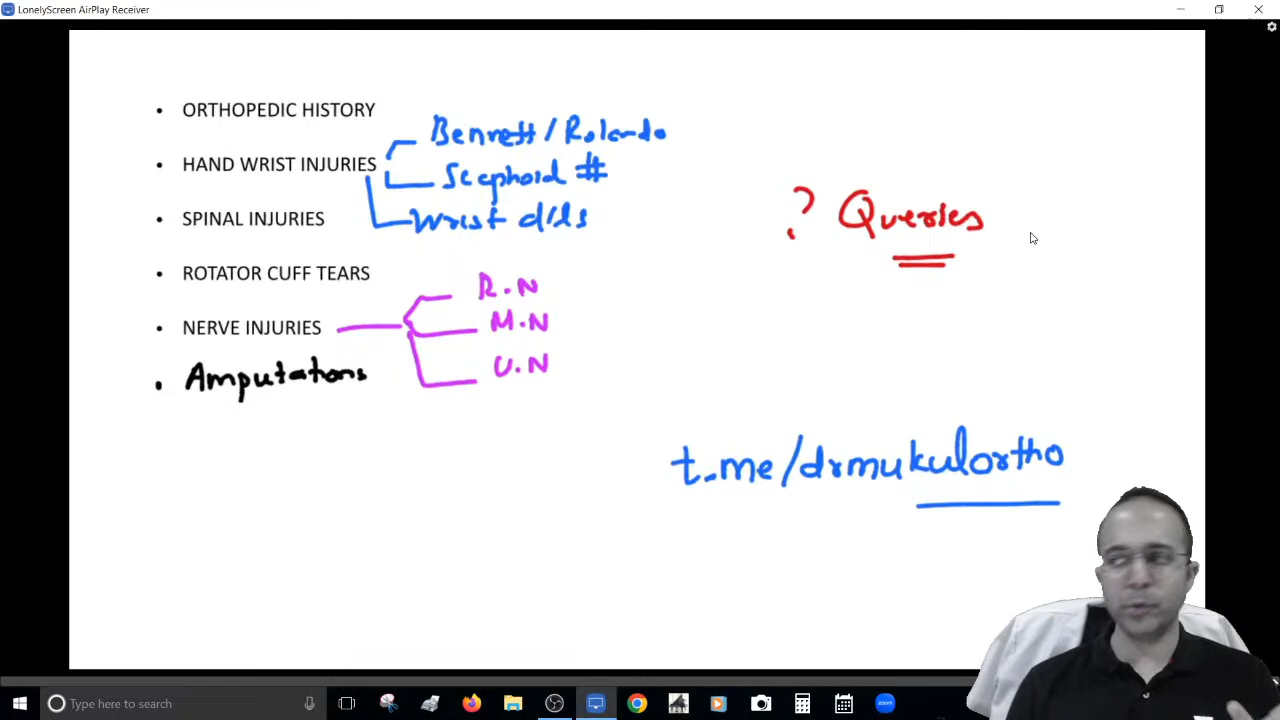 LonelyScreen AirPlay Receiver
• ORTHOPEDIC HISTORY
Bennett / Rolando
• HAND WRIST INJURIES
Scaphoid #
• SPINAL INJURIES
Wrist d/ls
? Queries
• ROTATOR CUFF TEARS
R.N
• NERVE INJURIES
M.N
U.N
• Amputations
t.me/drmukulortho
Type here to search
zoom